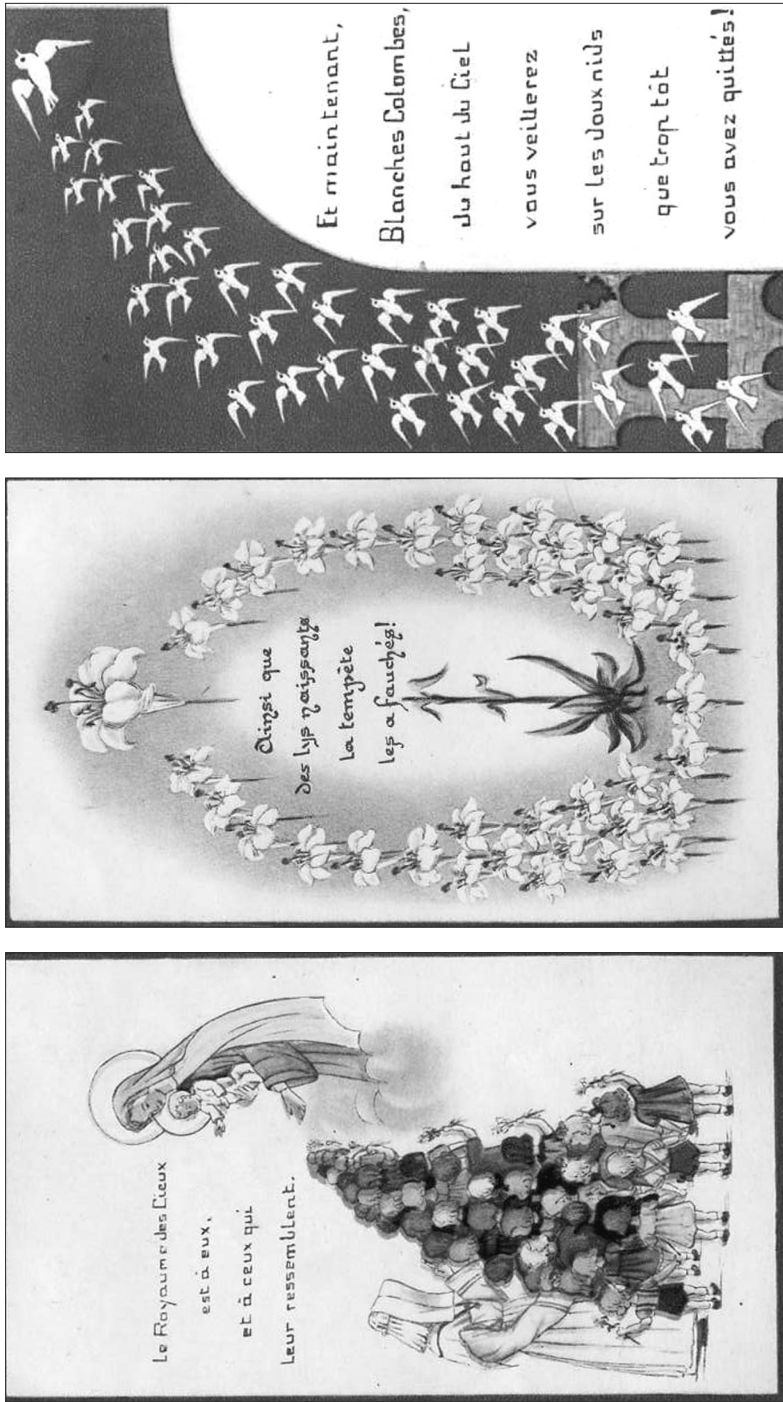 Et maintenant,
Blanches Colombes,
du haut du Ciel
vous veillerez
sur les doux nids
que trop tôt
vous avez quittés!
Ainsi que
des lys naissants
la tempête
les a fauchés!
Le Royaume des Cieux
est à eux,
et à ceux qui
leur ressemblent.